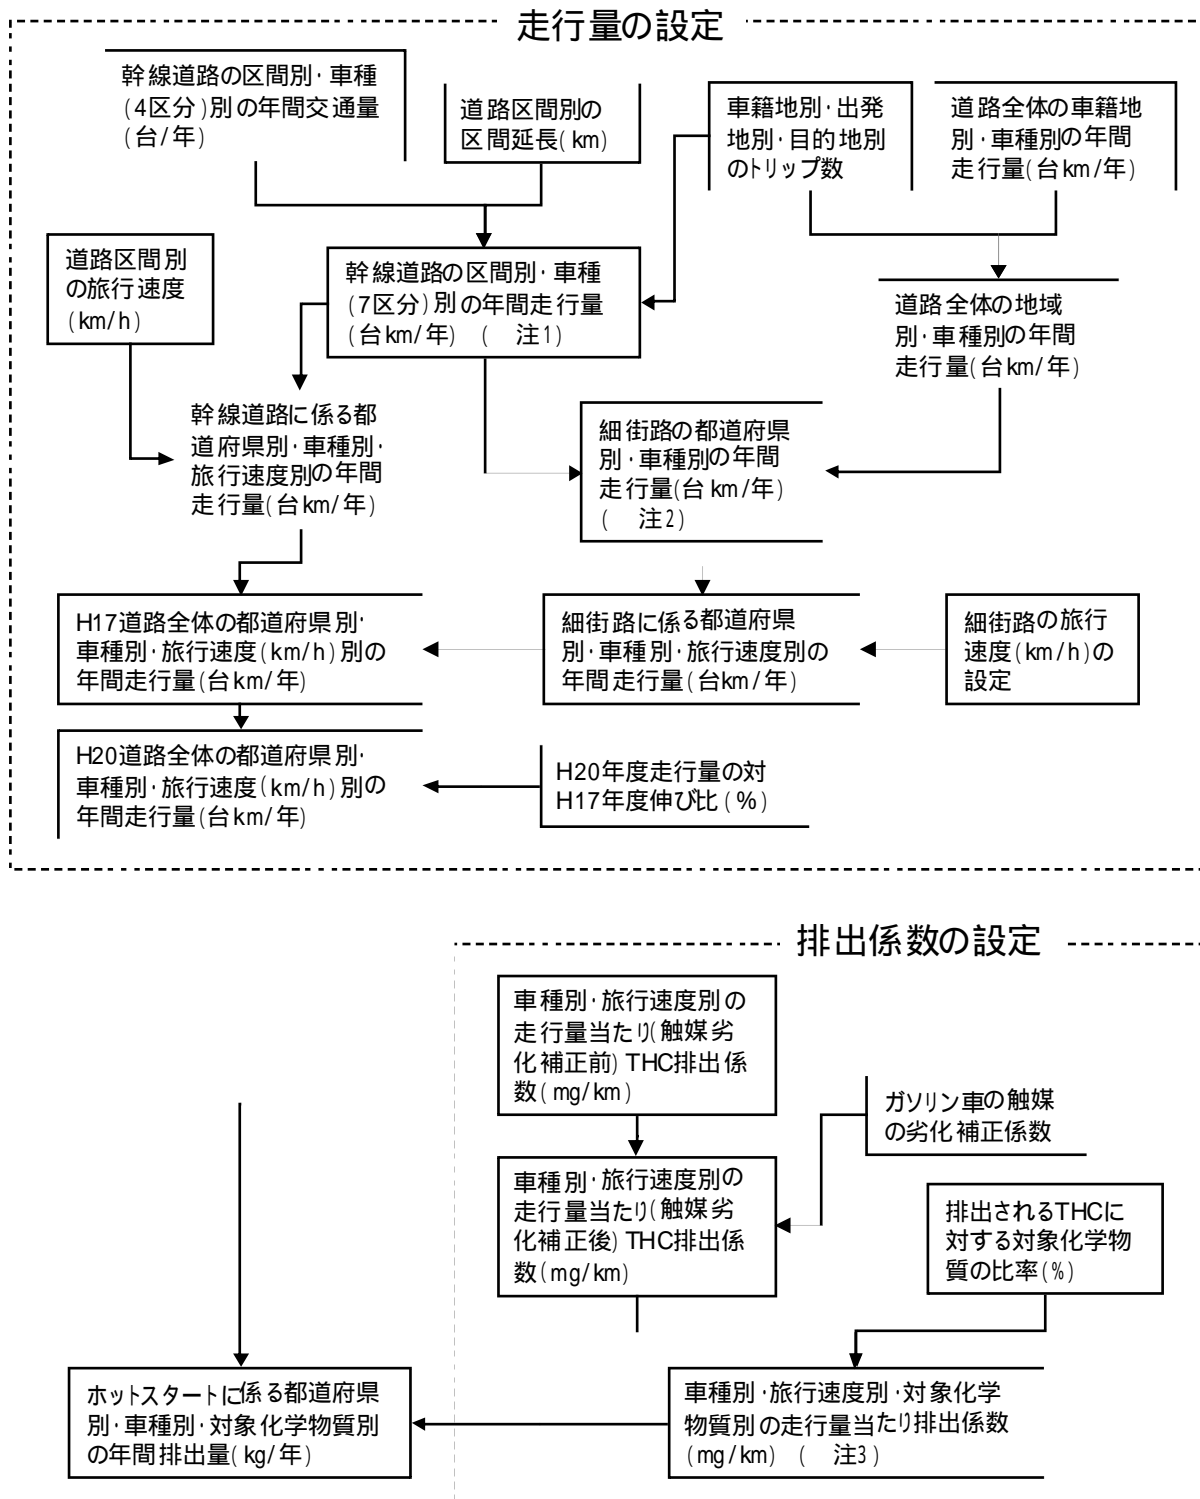 走行量の設定
幹線道路の区間別・車種
(4区分)別の年間交通量
(台/年)
道路区間別の
区間延長(km)
車籍地別・出発
地別・目的地別
のトリップ数
道路全体の車籍地
別・車種別の年間
走行量(台km/年)
道路区間別
の旅行速度
(km/h)
幹線道路の区間別・車種
(7区分)別の年間走行量
(台km/年) ( 注1)
道路全体の地域
別・車種別の年間
走行量(台km/年)
幹線道路に係る都
道府県別・車種別・
旅行速度別の年間
走行量(台km/年)
細街路の都道府県
別・車種別の年間
走行量(台km/年)
( 注2)
H17道路全体の都道府県別・
車種別・旅行速度(km/h)別の
年間走行量(台km/年)
細街路に係る都道府県
別・車種別・旅行速度別の
年間走行量(台km/年)
細街路の旅行
速度(km/h)の
設定
H20道路全体の都道府県別・
車種別・旅行速度(km/h)別の
年間走行量(台km/年)
H20年度走行量の対
H17年度伸び比(%)
排出係数の設定
車種別・旅行速度別の
走行量当たり(触媒劣
化補正前)THC排出係
数(mg/km)
ガソリン車の触媒
の劣化補正係数
車種別・旅行速度別の
走行量当たり(触媒劣
化補正後)THC排出係
数(mg/km)
排出されるTHCに
対する対象化学物
質の比率(%)
ホットスタートに係る都道府県
別・車種別・対象化学物質別
の年間排出量(kg/年)
車種別・旅行速度別・対象化学
物質別の走行量当たり排出係数
(mg/km) ( 注3)